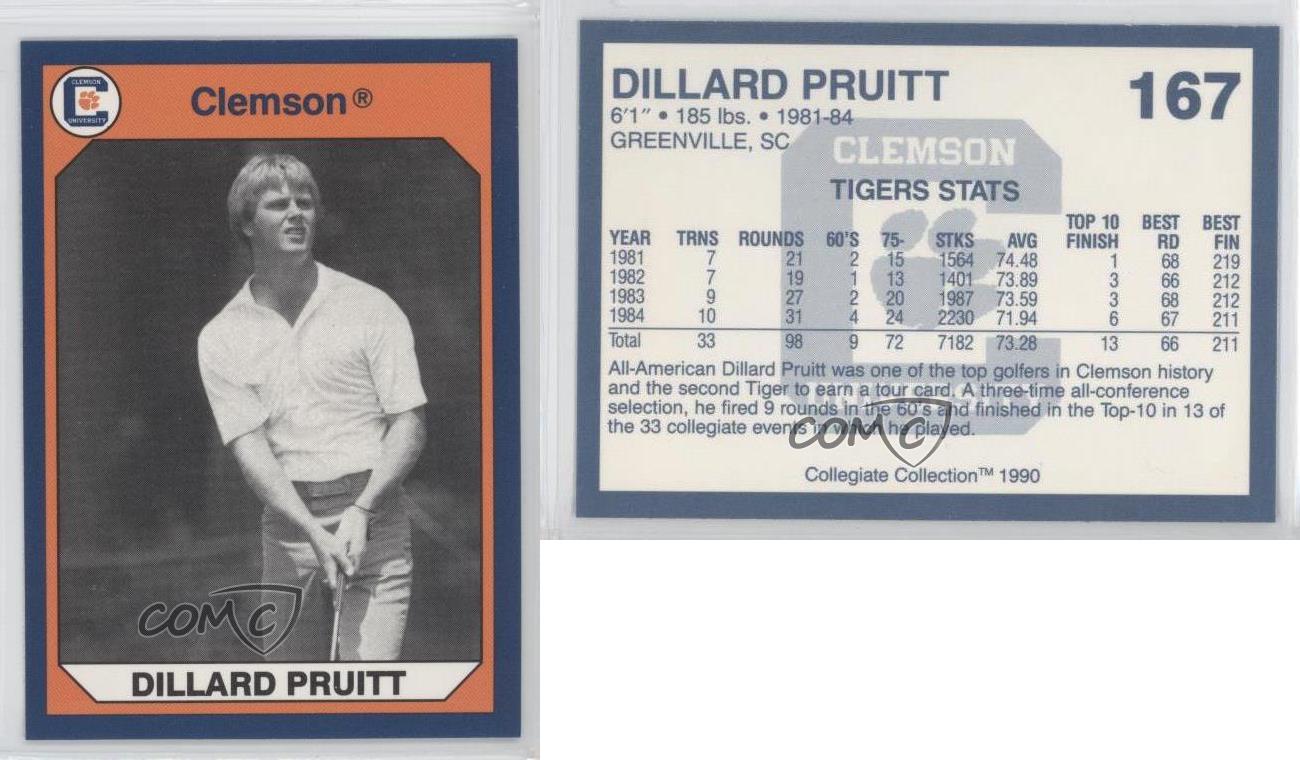 CLEMSON
UNIVERSITY
Clemson®
COMC
DILLARD PRUITT
DILLARD PRUITT 167
6'1" • 185 lbs. • 1981-84
GREENVILLE, SC
CLEMSON
TIGERS STATS
YEAR TRNS ROUNDS 60'S 75- STKS AVG TOP 10 FINISH BEST RD BEST FIN
1981 7 21 2 15 1564 74.48 1 68 219
1982 7 19 1 13 1401 73.89 3 66 212
1983 9 27 2 20 1987 73.59 3 68 212
1984 10 31 4 24 2230 71.94 6 67 211
Total 33 98 9 72 7182 73.28 13 66 211
All-American Dillard Pruitt was one of the top golfers in Clemson history
and the second Tiger to earn a tour card. A three-time all-conference
selection, he fired 9 rounds in the 60's and finished in the Top-10 in 13 of
the 33 collegiate events in which he played.
COMC
Collegiate Collection™ 1990